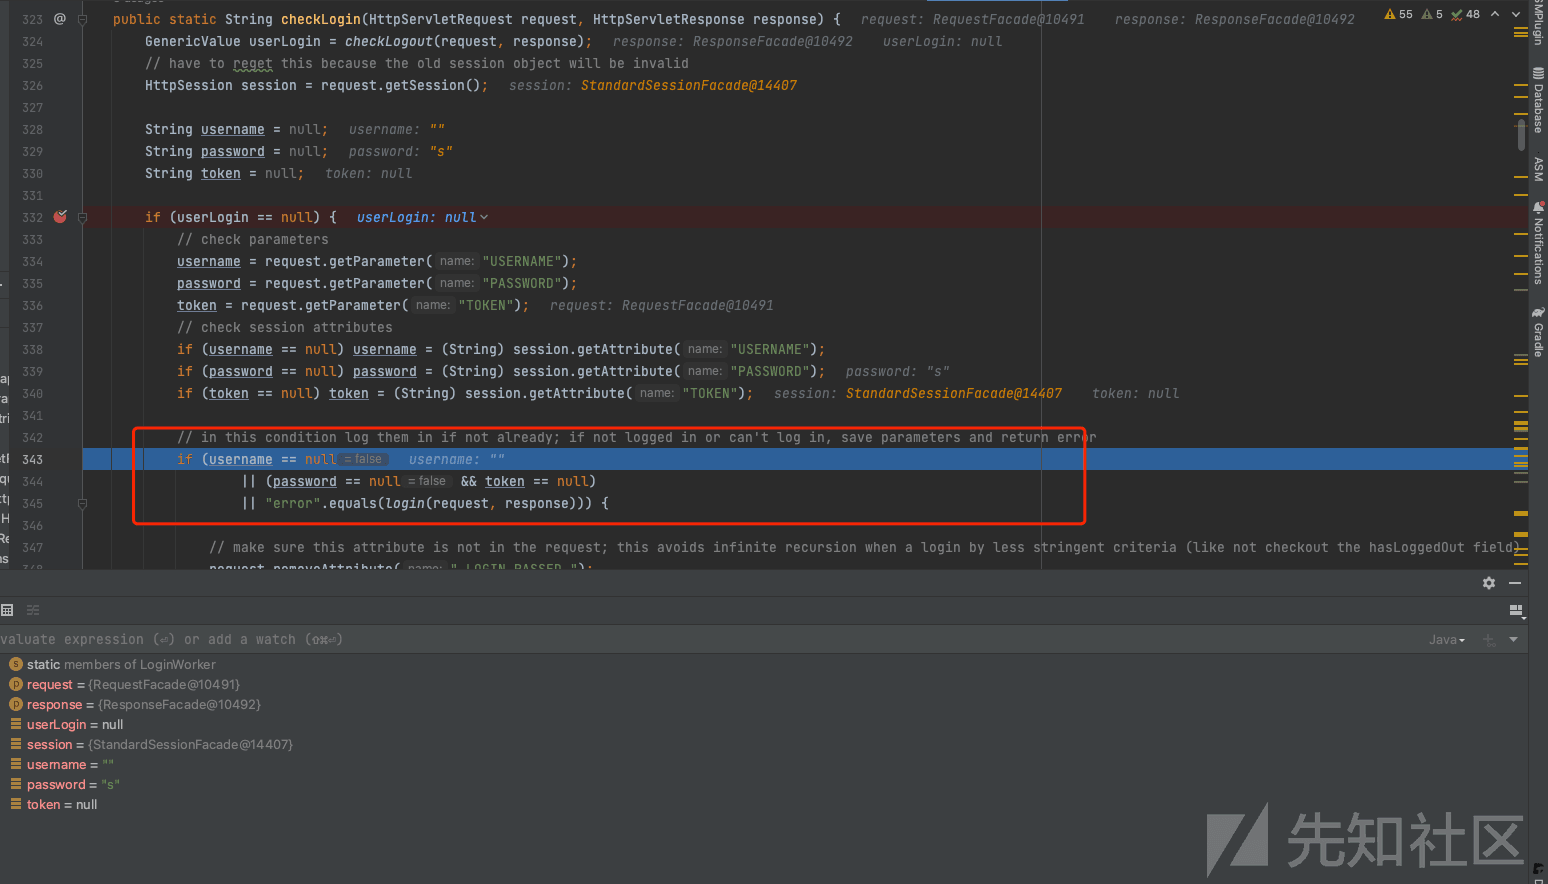 323 @ public static String checkLogin(HttpServletRequest request, HttpServletResponse response) { request: RequestFacade@10491 response: ResponseFacade@10492 55 5 48
324 GenericValue userLogin = checkLogout(request, response); response: ResponseFacade@10492 userLogin: null
325 // have to reget this because the old session object will be invalid
326 HttpSession session = request.getSession(); session: StandardSessionFacade@14407
327
328 String username = null; username: ""
329 String password = null; password: "s"
330 String token = null; token: null
331
332 if (userLogin == null) { userLogin: null
333 // check parameters
334 username = request.getParameter( name: "USERNAME");
335 password = request.getParameter( name: "PASSWORD");
336 token = request.getParameter( name: "TOKEN"); request: RequestFacade@10491
337 // check session attributes
338 if (username == null) username = (String) session.getAttribute( name: "USERNAME");
339 if (password == null) password = (String) session.getAttribute( name: "PASSWORD"); password: "s"
340 if (token == null) token = (String) session.getAttribute( name: "TOKEN"); session: StandardSessionFacade@14407 token: null
341
342 // in this condition log them in if not already; if not logged in or can't log in, save parameters and return error
343 if (username == null = false username: ""
344 || (password == null = false && token == null)
345 || "error".equals(login(request, response))) {
346
347 // make sure this attribute is not in the request; this avoids infinite recursion when a login by less stringent criteria (like not checkout the hasLoggedOut field)
request.removeAttribute( name: "_LOGIN_PASSED_");
SMPlugin
Database
ASM
Notifications
Gradle
valuate expression (⏎) or add a watch (⇧⌘⏎) Java
static members of LoginWorker
request = {RequestFacade@10491}
response = {ResponseFacade@10492}
userLogin = null
session = {StandardSessionFacade@14407}
username = ""
password = "s"
token = null
先知社区